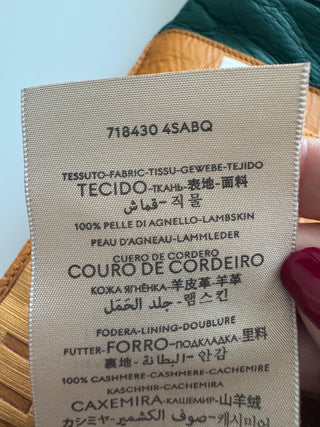 718430 4SABQ
TESSUTO-FABRIC-TISSU-GEWEBE-TEJIDO
TECIDO-ТКАНЬ-表地-面料
قماش-직물
100% PELLE DI AGNELLO-LAMBSKIN
PEAU D'AGNEAU-LAMMLEDER
CUERO DE CORDERO
COURO DE CORDEIRO
КОЖА ЯГНЁНКА-羊皮革-羊革
جلد الحَمَل-램스킨
FODERA-LINING-DOUBLURE
FUTTER-FORRO-ПОДКЛАДКА-里料
裏地-البطانة-안감
100% CASHMERE-CASHMERE-CACHEMIRE
KASCHMIR-CACHEMIRA
CAXEMIRA-КАШЕМИР-山羊绒
カシミヤ-صوف الكشمير-캐시미어